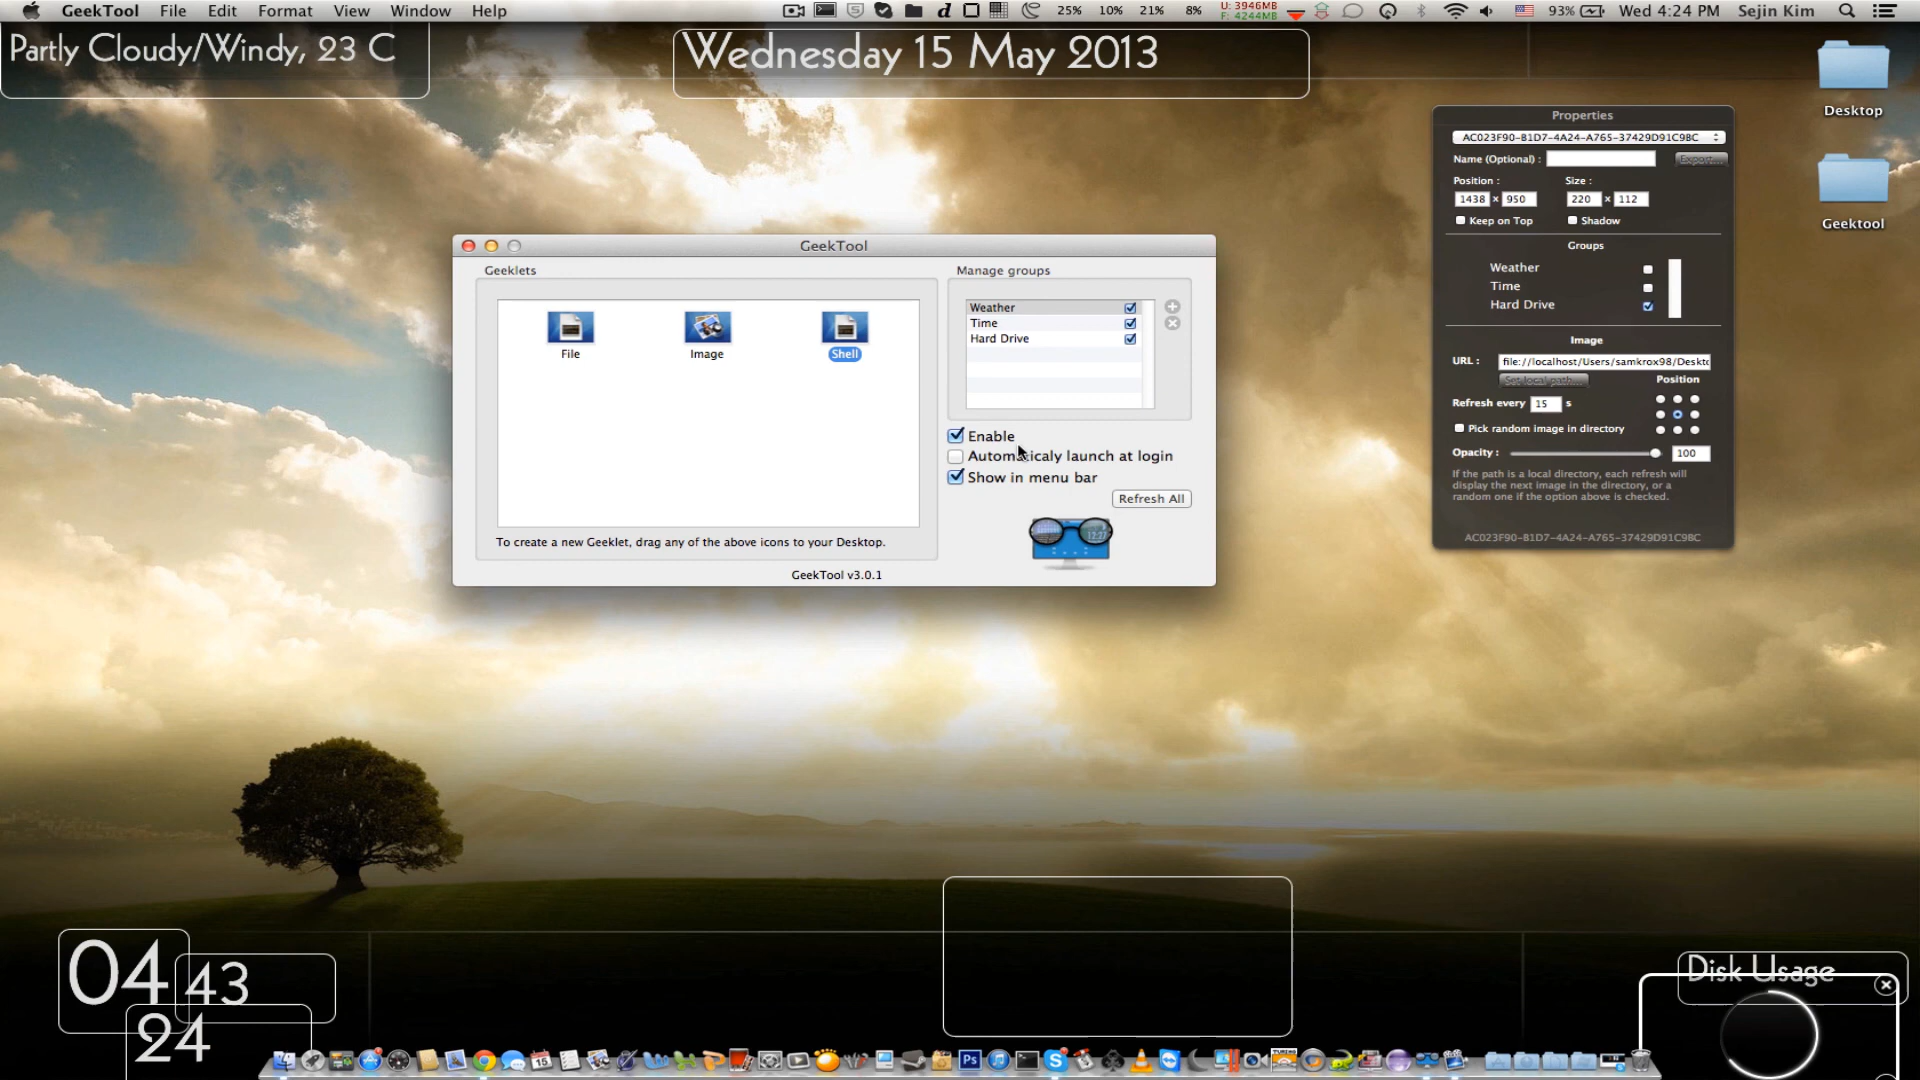 GeekTool File Edit Format View Window Help
25% 10% 21% 8% U: 3946MB F: 4244MB 93% Wed 4:24 PM Sejin Kim
Partly Cloudy/Windy, 23 C
Wednesday 15 May 2013
Desktop
Geektool
GeekTool
Geeklets
File Image Shell
To create a new Geeklet, drag any of the above icons to your Desktop.
Manage groups
Weather
Time
Hard Drive
Enable
Automaticaly launch at login
Show in menu bar
Refresh All
GeekTool v3.0.1
Properties
AC023F90-81D7-4A24-A765-37429D91C98C
Name (Optional) : Export...
Position : Size :
1438 × 950 220 × 112
Keep on Top Shadow
Groups
Weather
Time
Hard Drive
Image
URL : file://localhost/Users/samkrox98/Deskto
Set local path... Position
Refresh every 15 s
Pick random image in directory
Opacity : 100
If the path is a local directory, each refresh will
display the next image in the directory, or a
random one if the option above is checked.
AC023F90-81D7-4A24-A765-37429D91C98C
04 43
24
Disk Usage